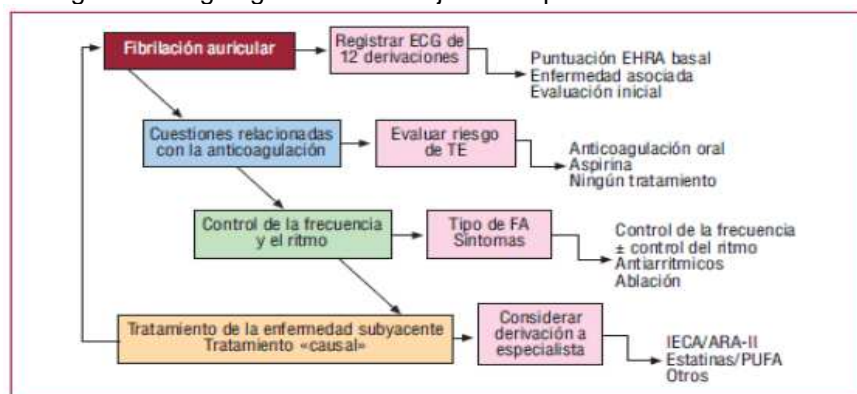 Fibrilación auricular
Registrar ECG de
12 derivaciones
Puntuación EHRA basal
Enfermedad asociada
Evaluación inicial
Cuestiones relacionadas
con la anticoagulación
Evaluar riesgo
de TE
Anticoagulación oral
Aspirina
Ningún tratamiento
Control de la frecuencia
y el ritmo
Tipo de FA
Síntomas
Control de la frecuencia
± control del ritmo
Antiarrítmicos
Ablación
Tratamiento de la enfermedad subyacente
Tratamiento «causal»
Considerar
derivación a
especialista
IECA/ARA-II
Estatinas/PUFA
Otros